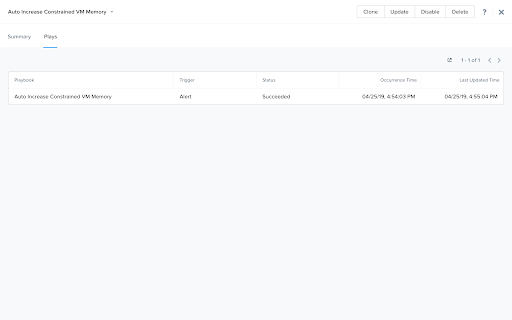 Auto Increase Constrained VM Memory
Clone Update Disable Delete ?
Summary Plays
1 - 1 of 1
Playbook Trigger Status Occurrence Time Last Updated Time
Auto Increase Constrained VM Memory Alert Succeeded 04/25/19, 4:54:03 PM 04/25/19, 4:55:04 PM